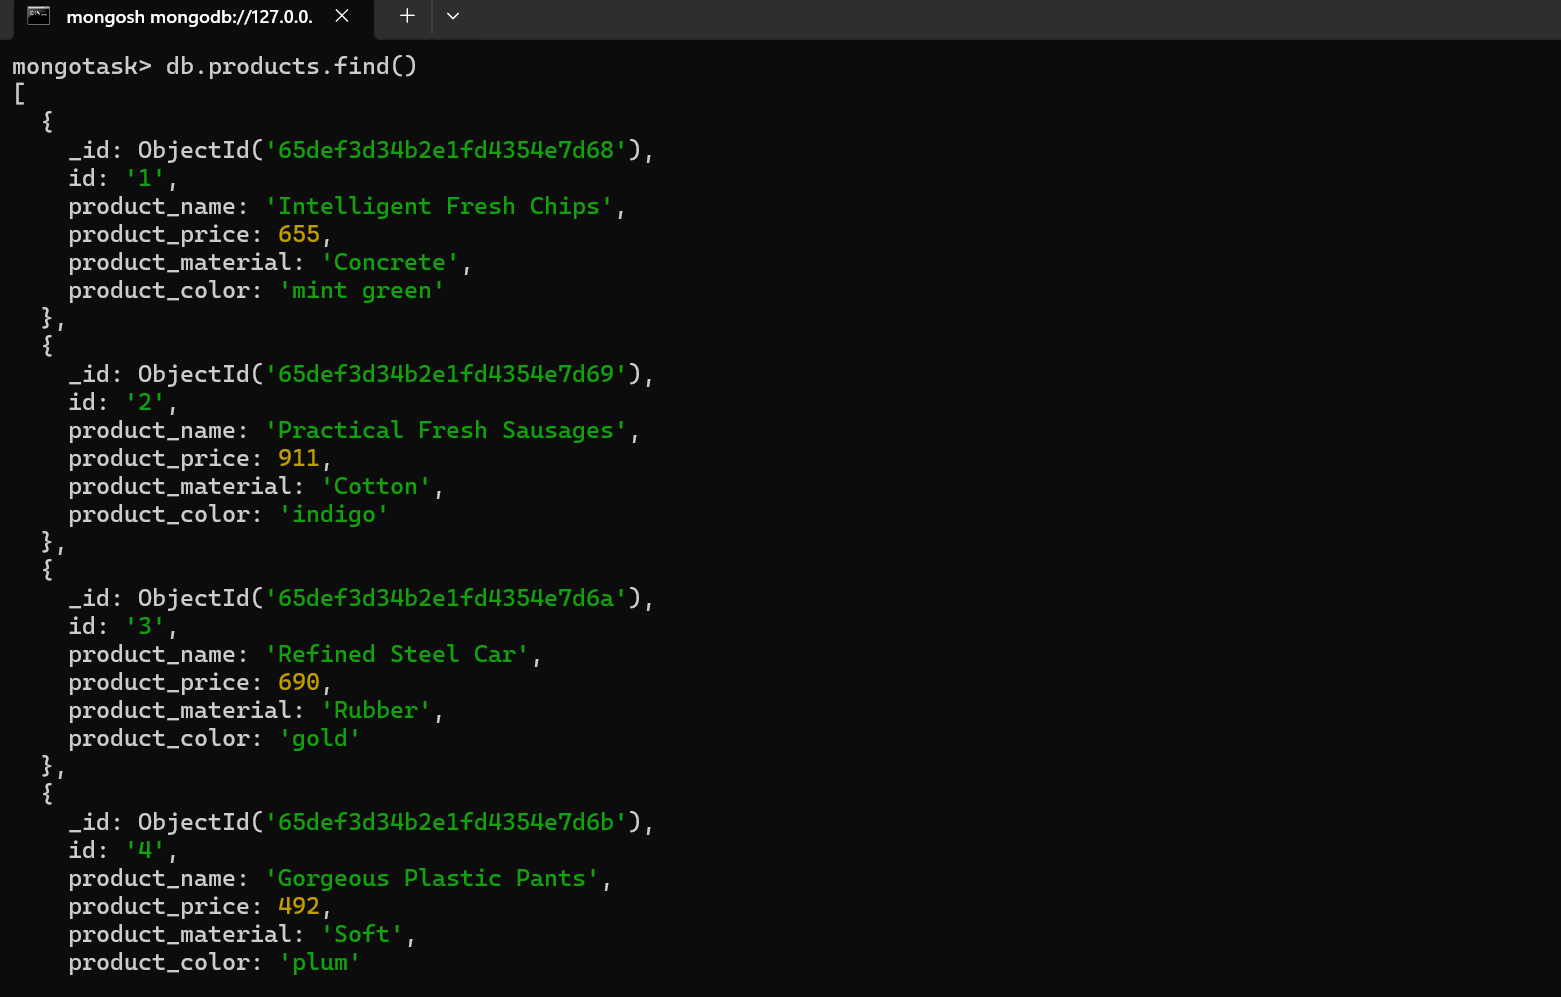 mongosh mongodb://127.0.0.
mongotask> db.products.find()
[
  {
    _id: ObjectId('65def3d34b2e1fd4354e7d68'),
    id: '1',
    product_name: 'Intelligent Fresh Chips',
    product_price: 655,
    product_material: 'Concrete',
    product_color: 'mint green'
  },
  {
    _id: ObjectId('65def3d34b2e1fd4354e7d69'),
    id: '2',
    product_name: 'Practical Fresh Sausages',
    product_price: 911,
    product_material: 'Cotton',
    product_color: 'indigo'
  },
  {
    _id: ObjectId('65def3d34b2e1fd4354e7d6a'),
    id: '3',
    product_name: 'Refined Steel Car',
    product_price: 690,
    product_material: 'Rubber',
    product_color: 'gold'
  },
  {
    _id: ObjectId('65def3d34b2e1fd4354e7d6b'),
    id: '4',
    product_name: 'Gorgeous Plastic Pants',
    product_price: 492,
    product_material: 'Soft',
    product_color: 'plum'